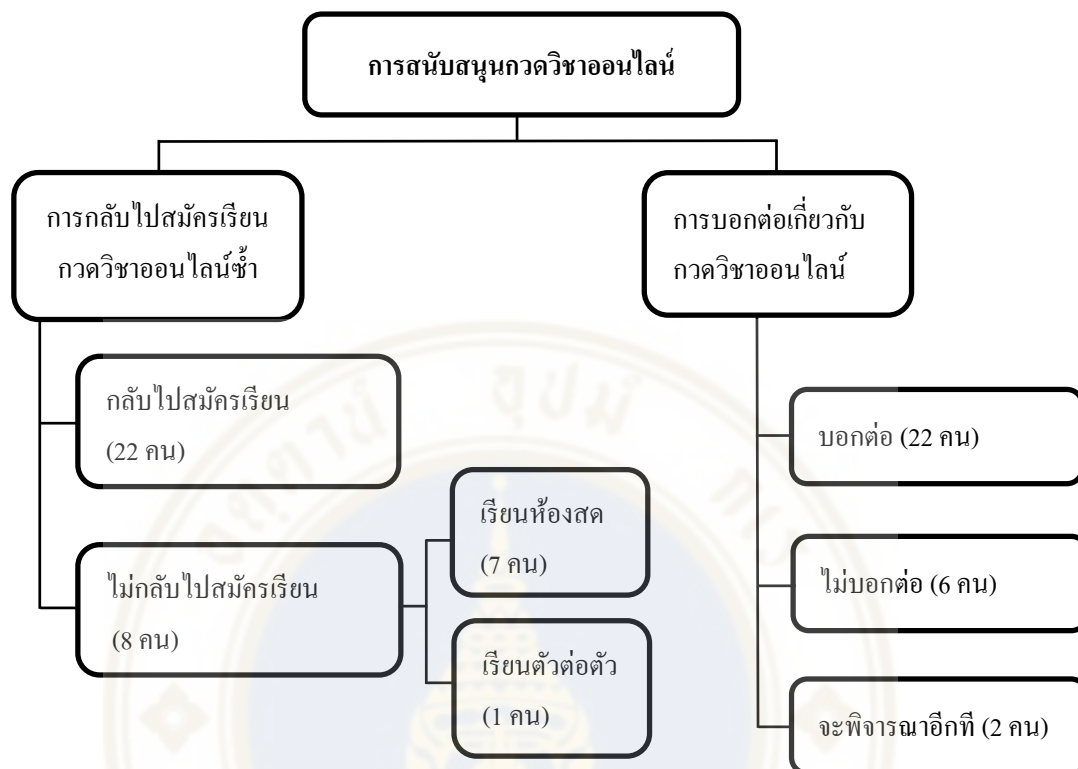 การสนับสนุนกวดวิชาออนไลน์
การกลับไปสมัครเรียน
กวดวิชาออนไลน์ซ้ำ
การบอกต่อเกี่ยวกับ
กวดวิชาออนไลน์
กลับไปสมัครเรียน
(22 คน)
บอกต่อ (22 คน)
เรียนห้องสด
(7 คน)
ไม่กลับไปสมัครเรียน
(8 คน)
ไม่บอกต่อ (6 คน)
เรียนตัวต่อตัว
(1 คน)
จะพิจารณาอีกที (2 คน)